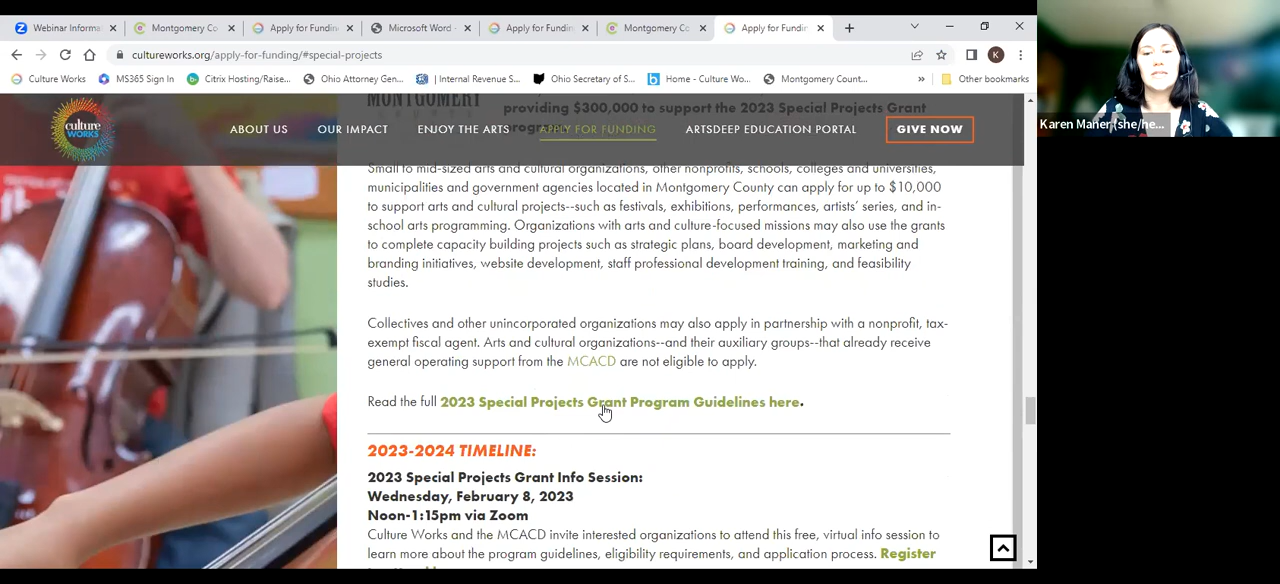 Webinar Informa
Montgomery Co
Apply for Fundin
Microsoft Word -
Apply for Fundin
Montgomery Co
Apply for Fundin
cultureworks.org/apply-for-funding/#special-projects
K
Culture Works
MS365 Sign In
Citrix Hosting/Raise...
Ohio Attorney Gen...
| Internal Revenue S...
Ohio Secretary of S...
Home - Culture Wo...
Montgomery Count...
»
Other bookmarks
MONTGOMERY
providing $300,000 to support the 2023 Special Projects Grant
culture WORKS
ABOUT US
OUR IMPACT
ENJOY THE ARTS
APPLY FOR FUNDING
ARTSDEEP EDUCATION PORTAL
GIVE NOW
Small to mid-sized arts and cultural organizations, other nonprofits, schools, colleges and universities,
municipalities and government agencies located in Montgomery County can apply for up to $10,000
to support arts and cultural projects--such as festivals, exhibitions, performances, artists' series, and in-
school arts programming. Organizations with arts and culture-focused missions may also use the grants
to complete capacity building projects such as strategic plans, board development, marketing and
branding initiatives, website development, staff professional development training, and feasibility
studies.
Collectives and other unincorporated organizations may also apply in partnership with a nonprofit, tax-
exempt fiscal agent. Arts and cultural organizations--and their auxiliary groups--that already receive
general operating support from the MCACD are not eligible to apply.
Read the full 2023 Special Projects Grant Program Guidelines here.
2023-2024 TIMELINE:
2023 Special Projects Grant Info Session:
Wednesday, February 8, 2023
Noon-1:15pm via Zoom
Culture Works and the MCACD invite interested organizations to attend this free, virtual info session to
learn more about the program guidelines, eligibility requirements, and application process. Register
Karen Maner (she/he...